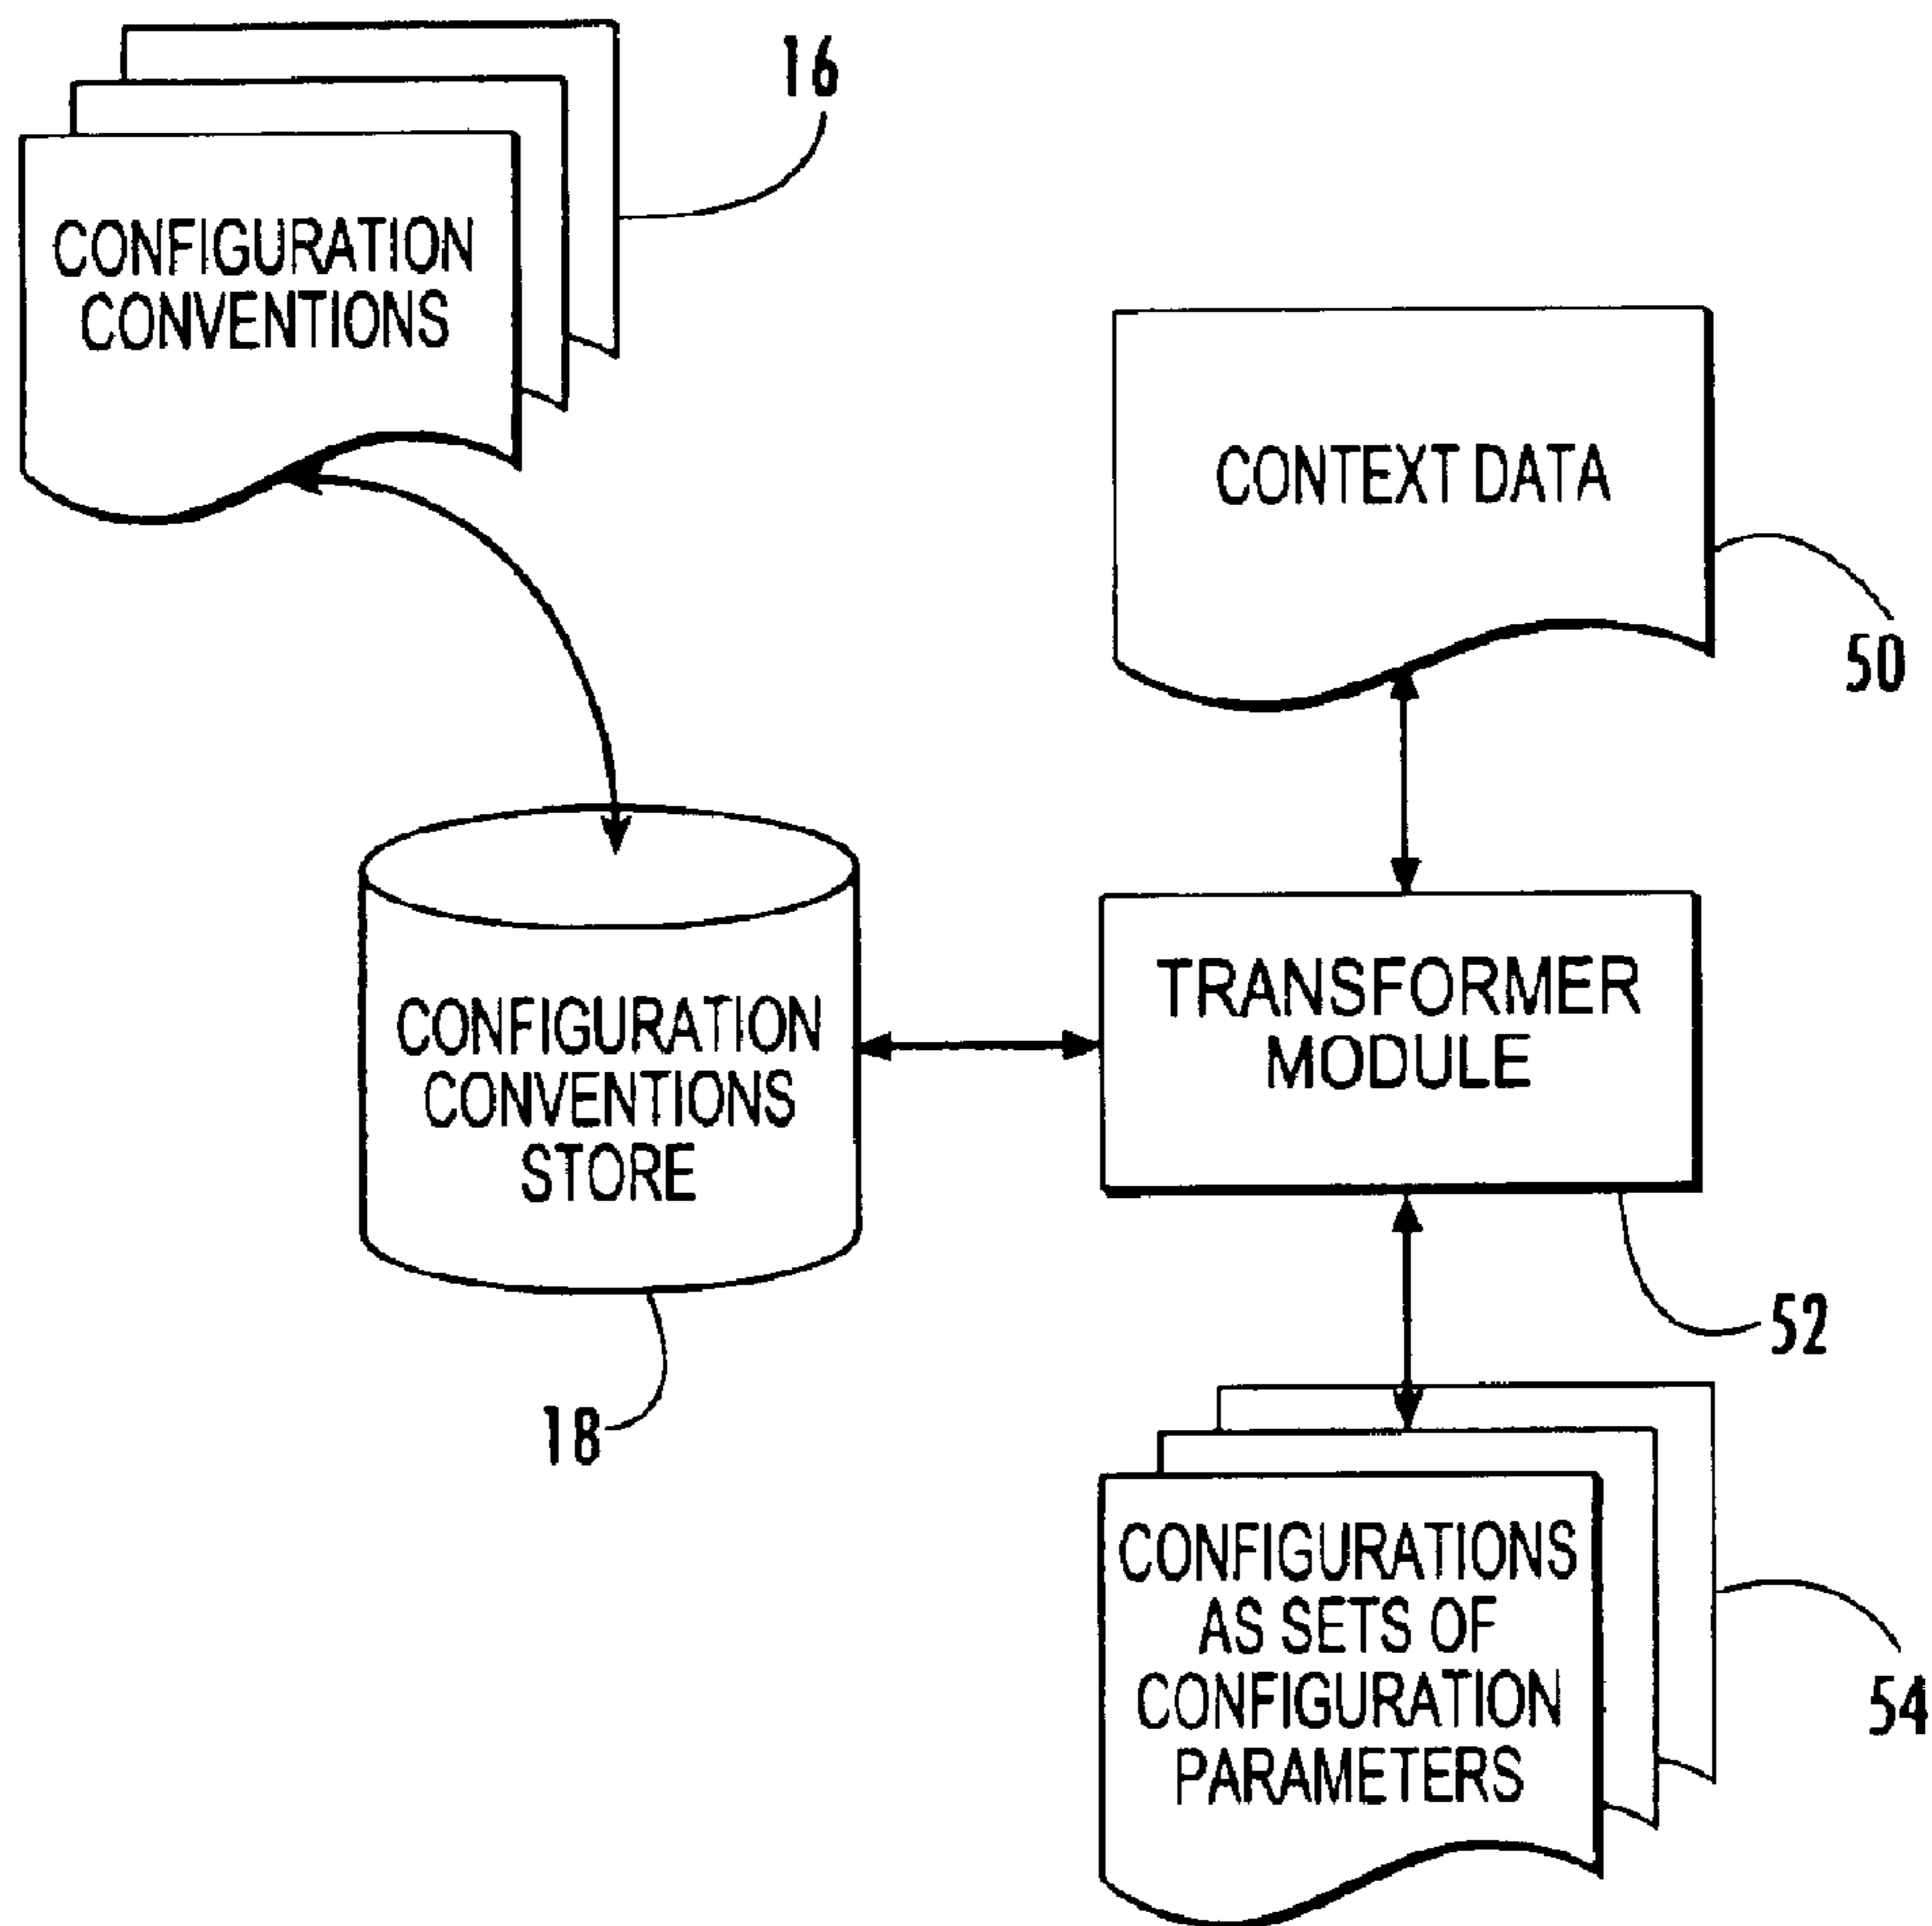 16
CONFIGURATION
CONVENTIONS
CONTEXT DATA
50
CONFIGURATION
CONVENTIONS
STORE
18
TRANSFORMER
MODULE
52
CONFIGURATIONS
AS SETS OF
CONFIGURATION
PARAMETERS
54